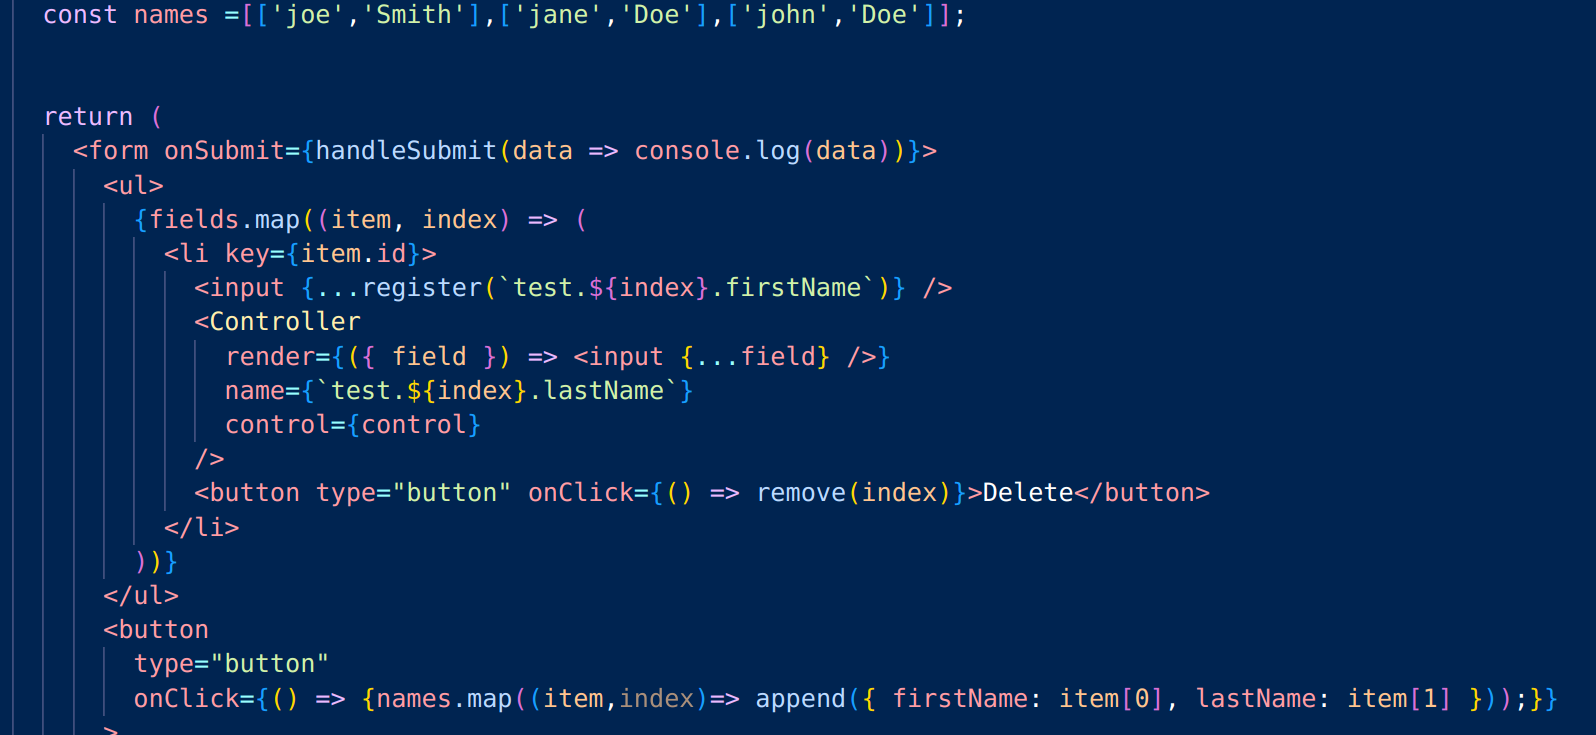 const names =[['joe','Smith'],['jane','Doe'],['john','Doe']];
return (
<form onSubmit={handleSubmit(data => console.log(data))}>
<ul>
{fields.map((item, index) => (
<li key={item.id}>
<input {...register(`test.${index}.firstName`)} />
<Controller
render={({ field }) => <input {...field} />}
name={`test.${index}.lastName`}
control={control}
/>
<button type="button" onClick={() => remove(index)}>Delete</button>
</li>
))}
</ul>
<button
type="button"
onClick={() => {names.map((item,index)=> append({ firstName: item[0], lastName: item[1] }));}}
>